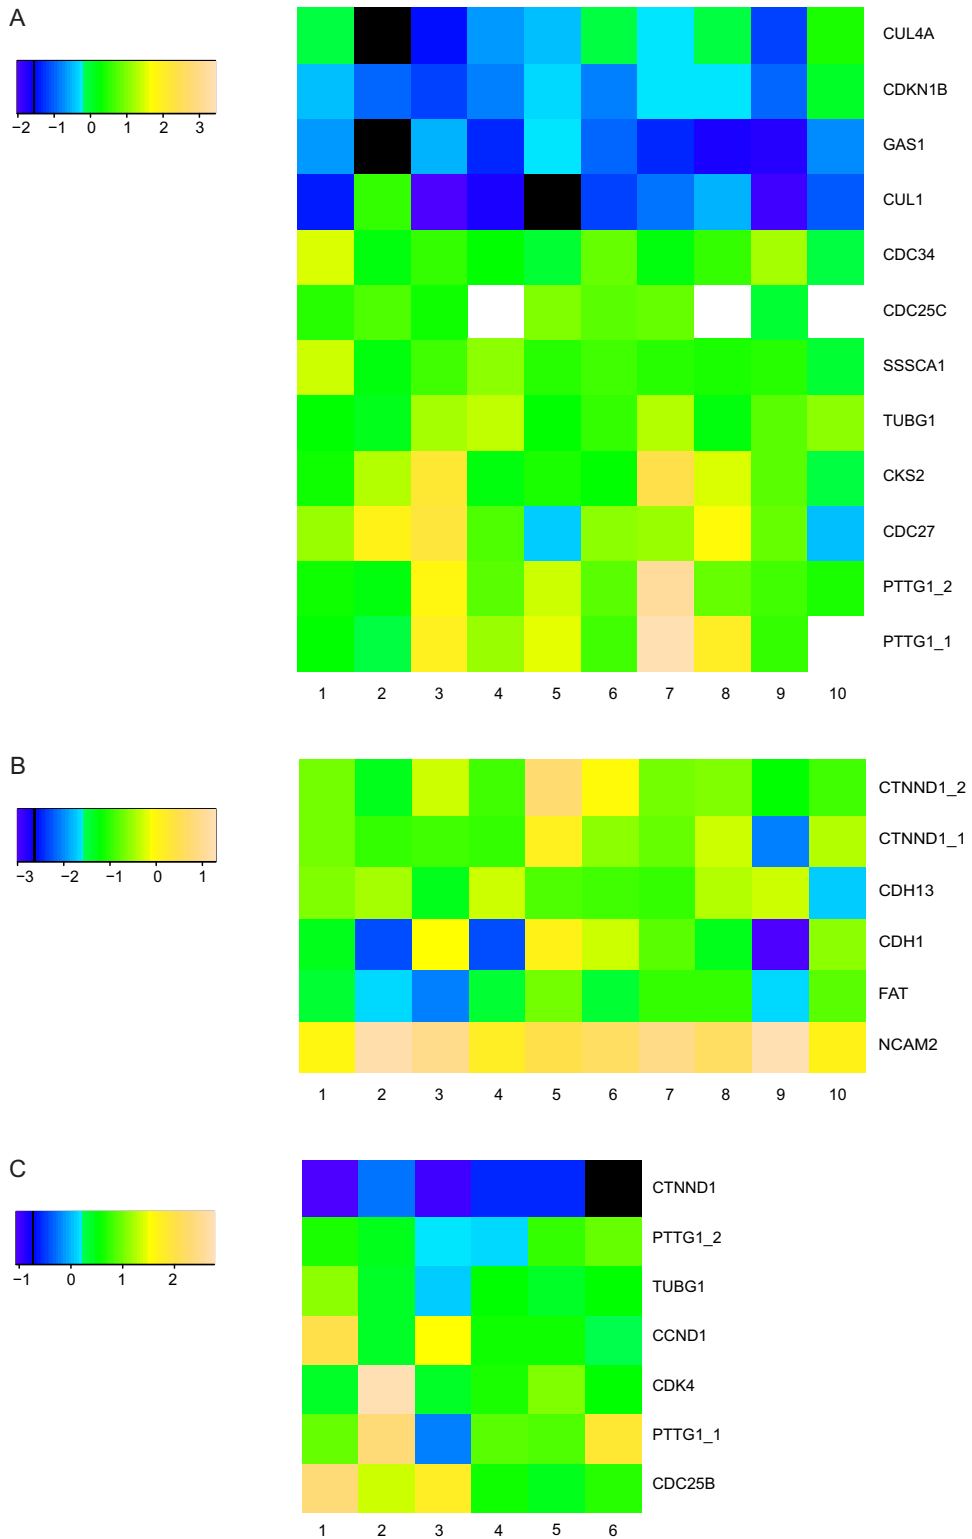 A
−2 −1 0 1 2 3
CUL4A
CDKN1B
GAS1
CUL1
CDC34
CDC25C
SSSCA1
TUBG1
CKS2
CDC27
PTTG1_2
PTTG1_1
1 2 3 4 5 6 7 8 9 10
B
−3 −2 −1 0 1
CTNND1_2
CTNND1_1
CDH13
CDH1
FAT
NCAM2
1 2 3 4 5 6 7 8 9 10
C
−1 0 1 2
CTNND1
PTTG1_2
TUBG1
CCND1
CDK4
PTTG1_1
CDC25B
1 2 3 4 5 6